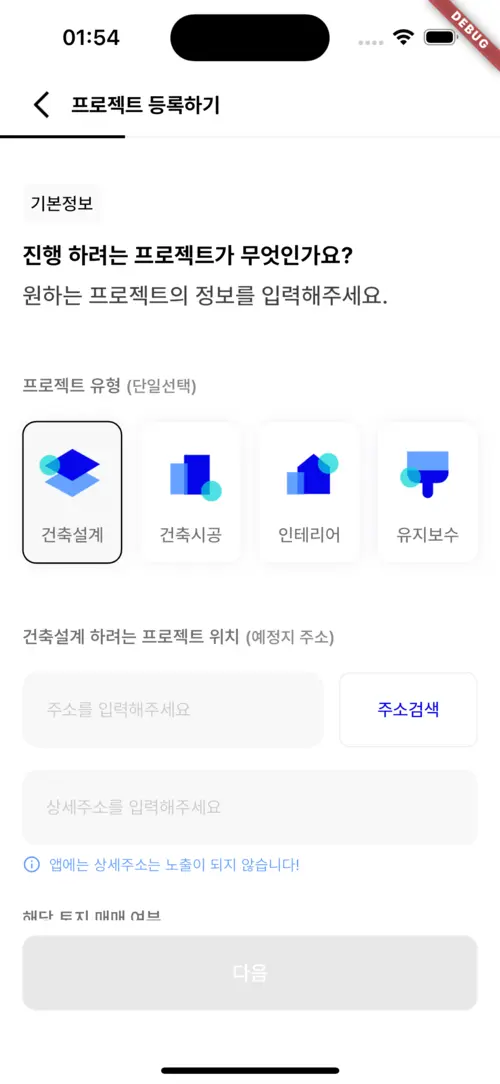 01:54
DEBUG
프로젝트 등록하기
기본정보
진행 하려는 프로젝트가 무엇인가요?
원하는 프로젝트의 정보를 입력해주세요.
프로젝트 유형 (단일선택)
건축설계 건축시공 인테리어 유지보수
건축설계 하려는 프로젝트 위치 (예정지 주소)
주소를 입력해주세요 주소검색
상세주소를 입력해주세요
앱에는 상세주소는 노출이 되지 않습니다!
해당 토지 매매 여부
다음